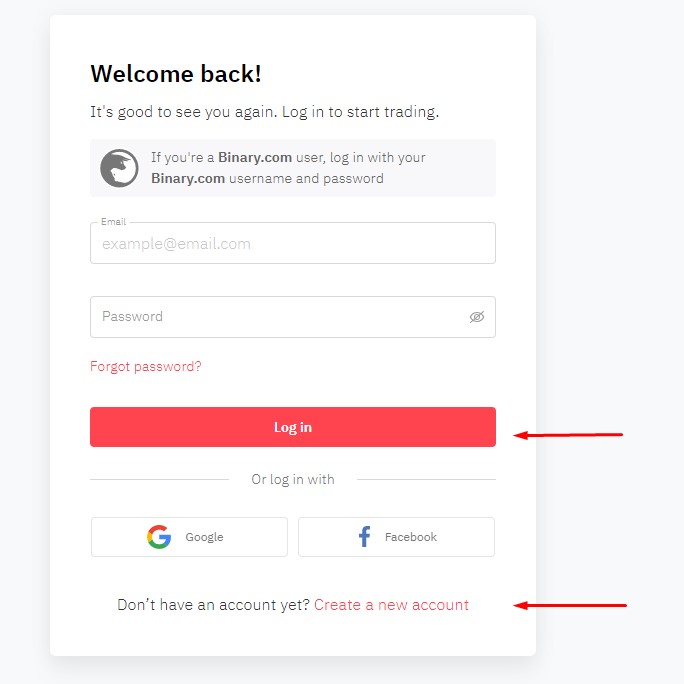 Welcome back!
It's good to see you again. Log in to start trading.
If you're a Binary.com user, log in with your
Binary.com username and password
Email
example@email.com
Password
Forgot password?
Log in
Or log in with
Google
Facebook
Don’t have an account yet? Create a new account